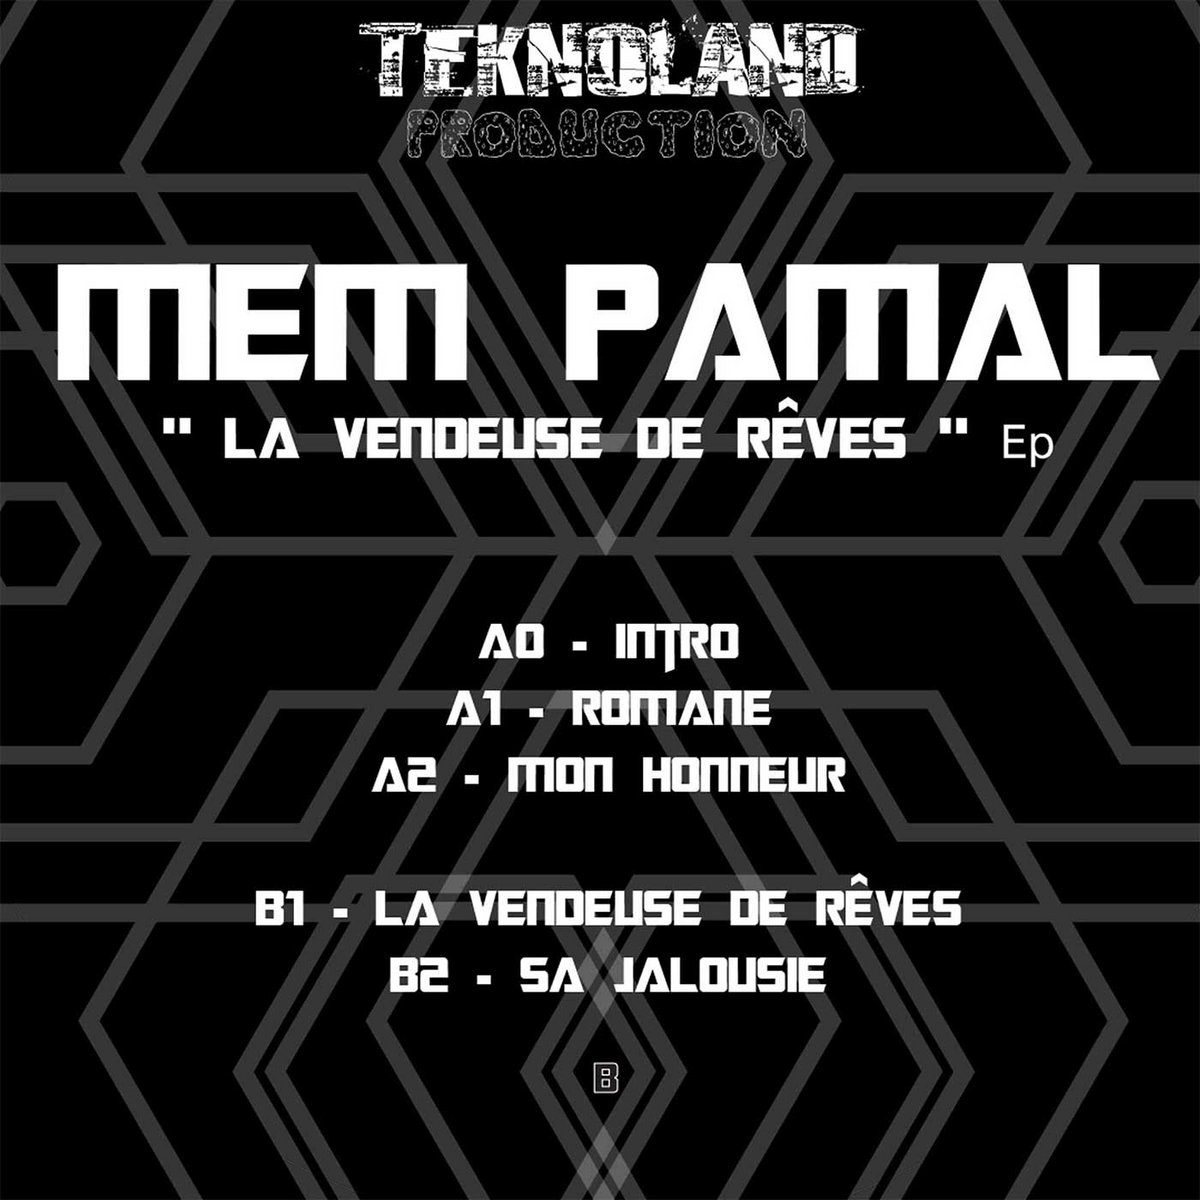 TEKNOLAND
PRODUCTION
MEM PAMAL
" LA VENDEUSE DE RÊVES " Ep
A0 - INTRO
A1 - ROMANE
A2 - MON HONNEUR
B1 - LA VENDEUSE DE RÊVES
B2 - SA JALOUSIE
B